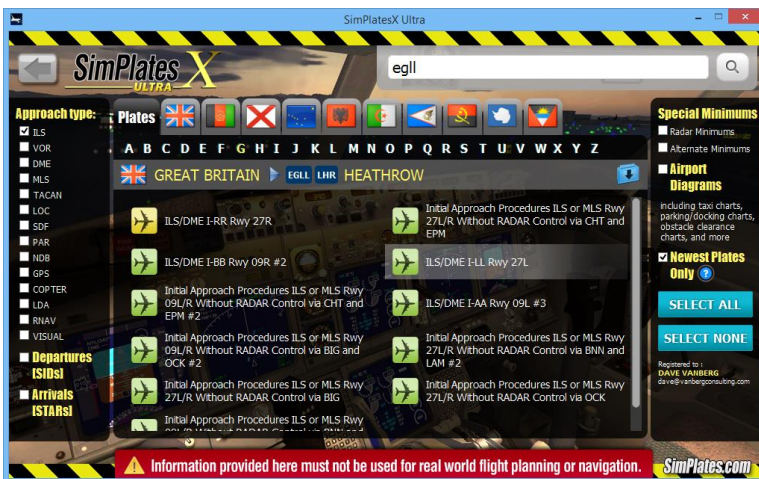 SimPlatesX Ultra
SimPlates X
ULTRA
egll
Approach type:
ILS
VOR
DME
MLS
TACAN
LOC
SDF
PAR
NDB
GPS
COPTER
LDA
RNAV
VISUAL
Departures
[SIDs]
Arrivals
[STARs]
Plates
A B C D E F G H I J K L M N O P Q R S T U V W X Y Z
GREAT BRITAIN EGLL LHR HEATHROW
ILS/DME I-RR Rwy 27R
Initial Approach Procedures ILS or MLS Rwy
27L/R Without RADAR Control via CHT and
EPM
ILS/DME I-BB Rwy 09R #2
ILS/DME I-LL Rwy 27L
Initial Approach Procedures ILS or MLS Rwy
09L/R Without RADAR Control via CHT and
EPM #2
ILS/DME I-AA Rwy 09L #3
Initial Approach Procedures ILS or MLS Rwy
09L/R Without RADAR Control via BIG and
OCK #2
Initial Approach Procedures ILS or MLS Rwy
27L/R Without RADAR Control via BNN and
LAM #2
Initial Approach Procedures ILS or MLS Rwy
27L/R Without RADAR Control via BIG
Initial Approach Procedures ILS or MLS Rwy
27L/R Without RADAR Control via OCK
Initial Approach Procedures ILS or MLS Rwy
Special Minimums
Radar Minimums
Alternate Minimums
Airport
Diagrams
including taxi charts,
parking/docking charts,
obstacle clearance
charts, and more
Newest Plates
Only ?
SELECT ALL
SELECT NONE
Registered to :
DAVE VANBERG
dave@vanbergconsulting.com
Information provided here must not be used for real world flight planning or navigation.
SimPlates.com